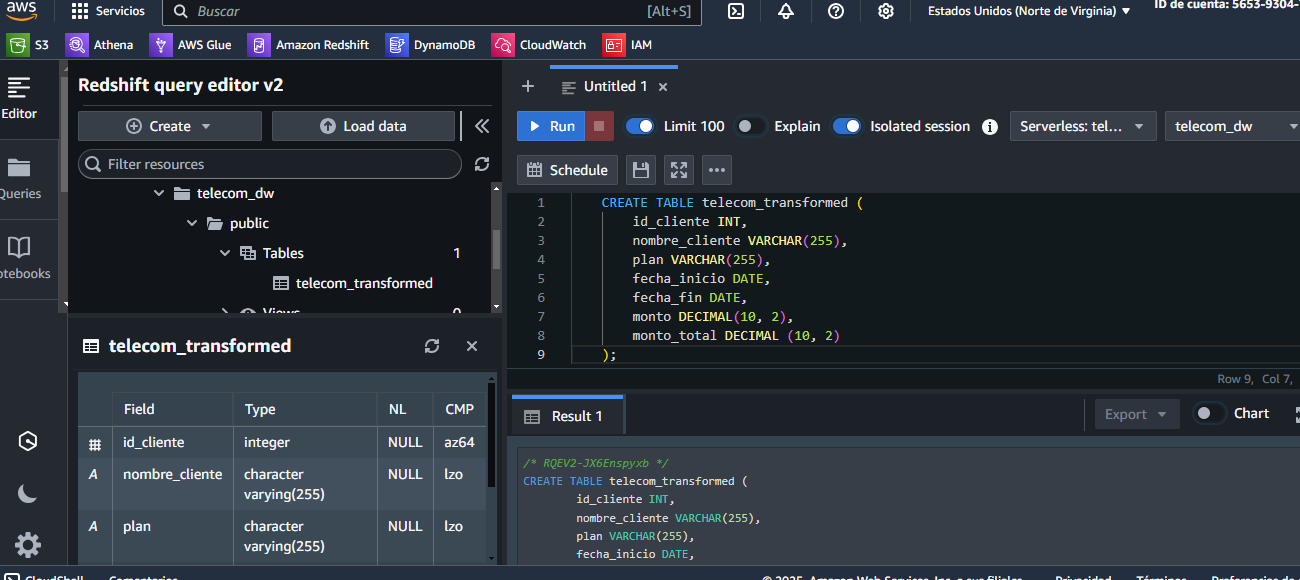 aws
Servicios
Buscar
[Alt+S]
Estados Unidos (Norte de Virginia)
ID de cuenta: 5653-9304-
S3
Athena
AWS Glue
Amazon Redshift
DynamoDB
CloudWatch
IAM
Editor
Queries
otebooks
Redshift query editor v2
Create
Load data
Filter resources
telecom_dw
public
Tables 1
telecom_transformed
Views 0
telecom_transformed
Field Type NL CMP
id_cliente integer NULL az64
A nombre_cliente character varying(255) NULL lzo
A plan character varying(255) NULL lzo
Untitled 1
Run
Limit 100
Explain
Isolated session
Serverless: tel...
telecom_dw
Schedule
1 CREATE TABLE telecom_transformed (
2 id_cliente INT,
3 nombre_cliente VARCHAR(255),
4 plan VARCHAR(255),
5 fecha_inicio DATE,
6 fecha_fin DATE,
7 monto DECIMAL(10, 2),
8 monto_total DECIMAL (10, 2)
9 );
Row 9, Col 7,
Result 1
Export
Chart
/* RQEV2-JX6Enspyxb */
CREATE TABLE telecom_transformed (
id_cliente INT,
nombre_cliente VARCHAR(255),
plan VARCHAR(255),
fecha_inicio DATE,
CloudShell
Comentarios
© 2025, Amazon Web Services, Inc. o sus filiales.
Privacidad
Términos
Preferencias de